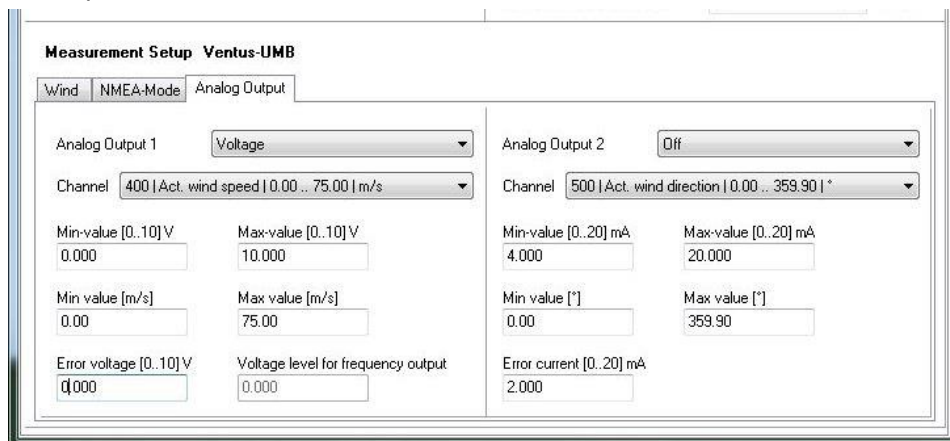 Measurement Setup Ventus-UMB
Wind NMEA-Mode Analog Output
Analog Output 1 Voltage
Channel 400 | Act. wind speed | 0.00 .. 75.00 | m/s
Min-value [0..10] V Max-value [0..10] V
0.000 10.000
Min value [m/s] Max value [m/s]
0.00 75.00
Error voltage [0..10] V Voltage level for frequency output
0.000 0.000
Analog Output 2 Off
Channel 500 | Act. wind direction | 0.00 .. 359.90 | °
Min-value [0..20] mA Max-value [0..20] mA
4.000 20.000
Min value [°] Max value [°]
0.00 359.90
Error current [0..20] mA
2.000